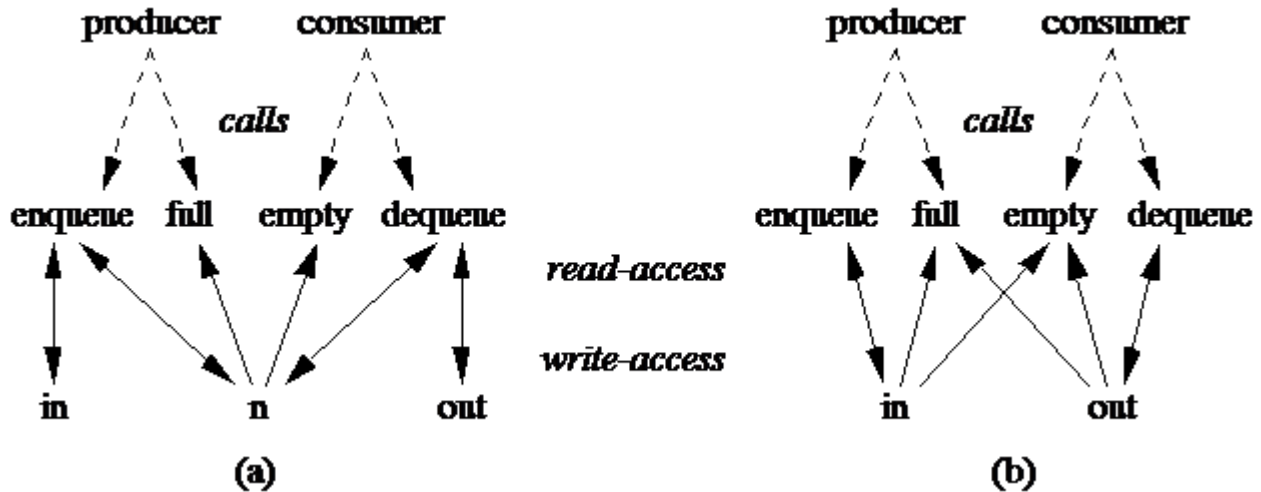 producer consumer producer consumer
calls calls
enqueue full empty dequeue enqueue full empty dequeue
read-access
write-access
in n out in out
(a) (b)